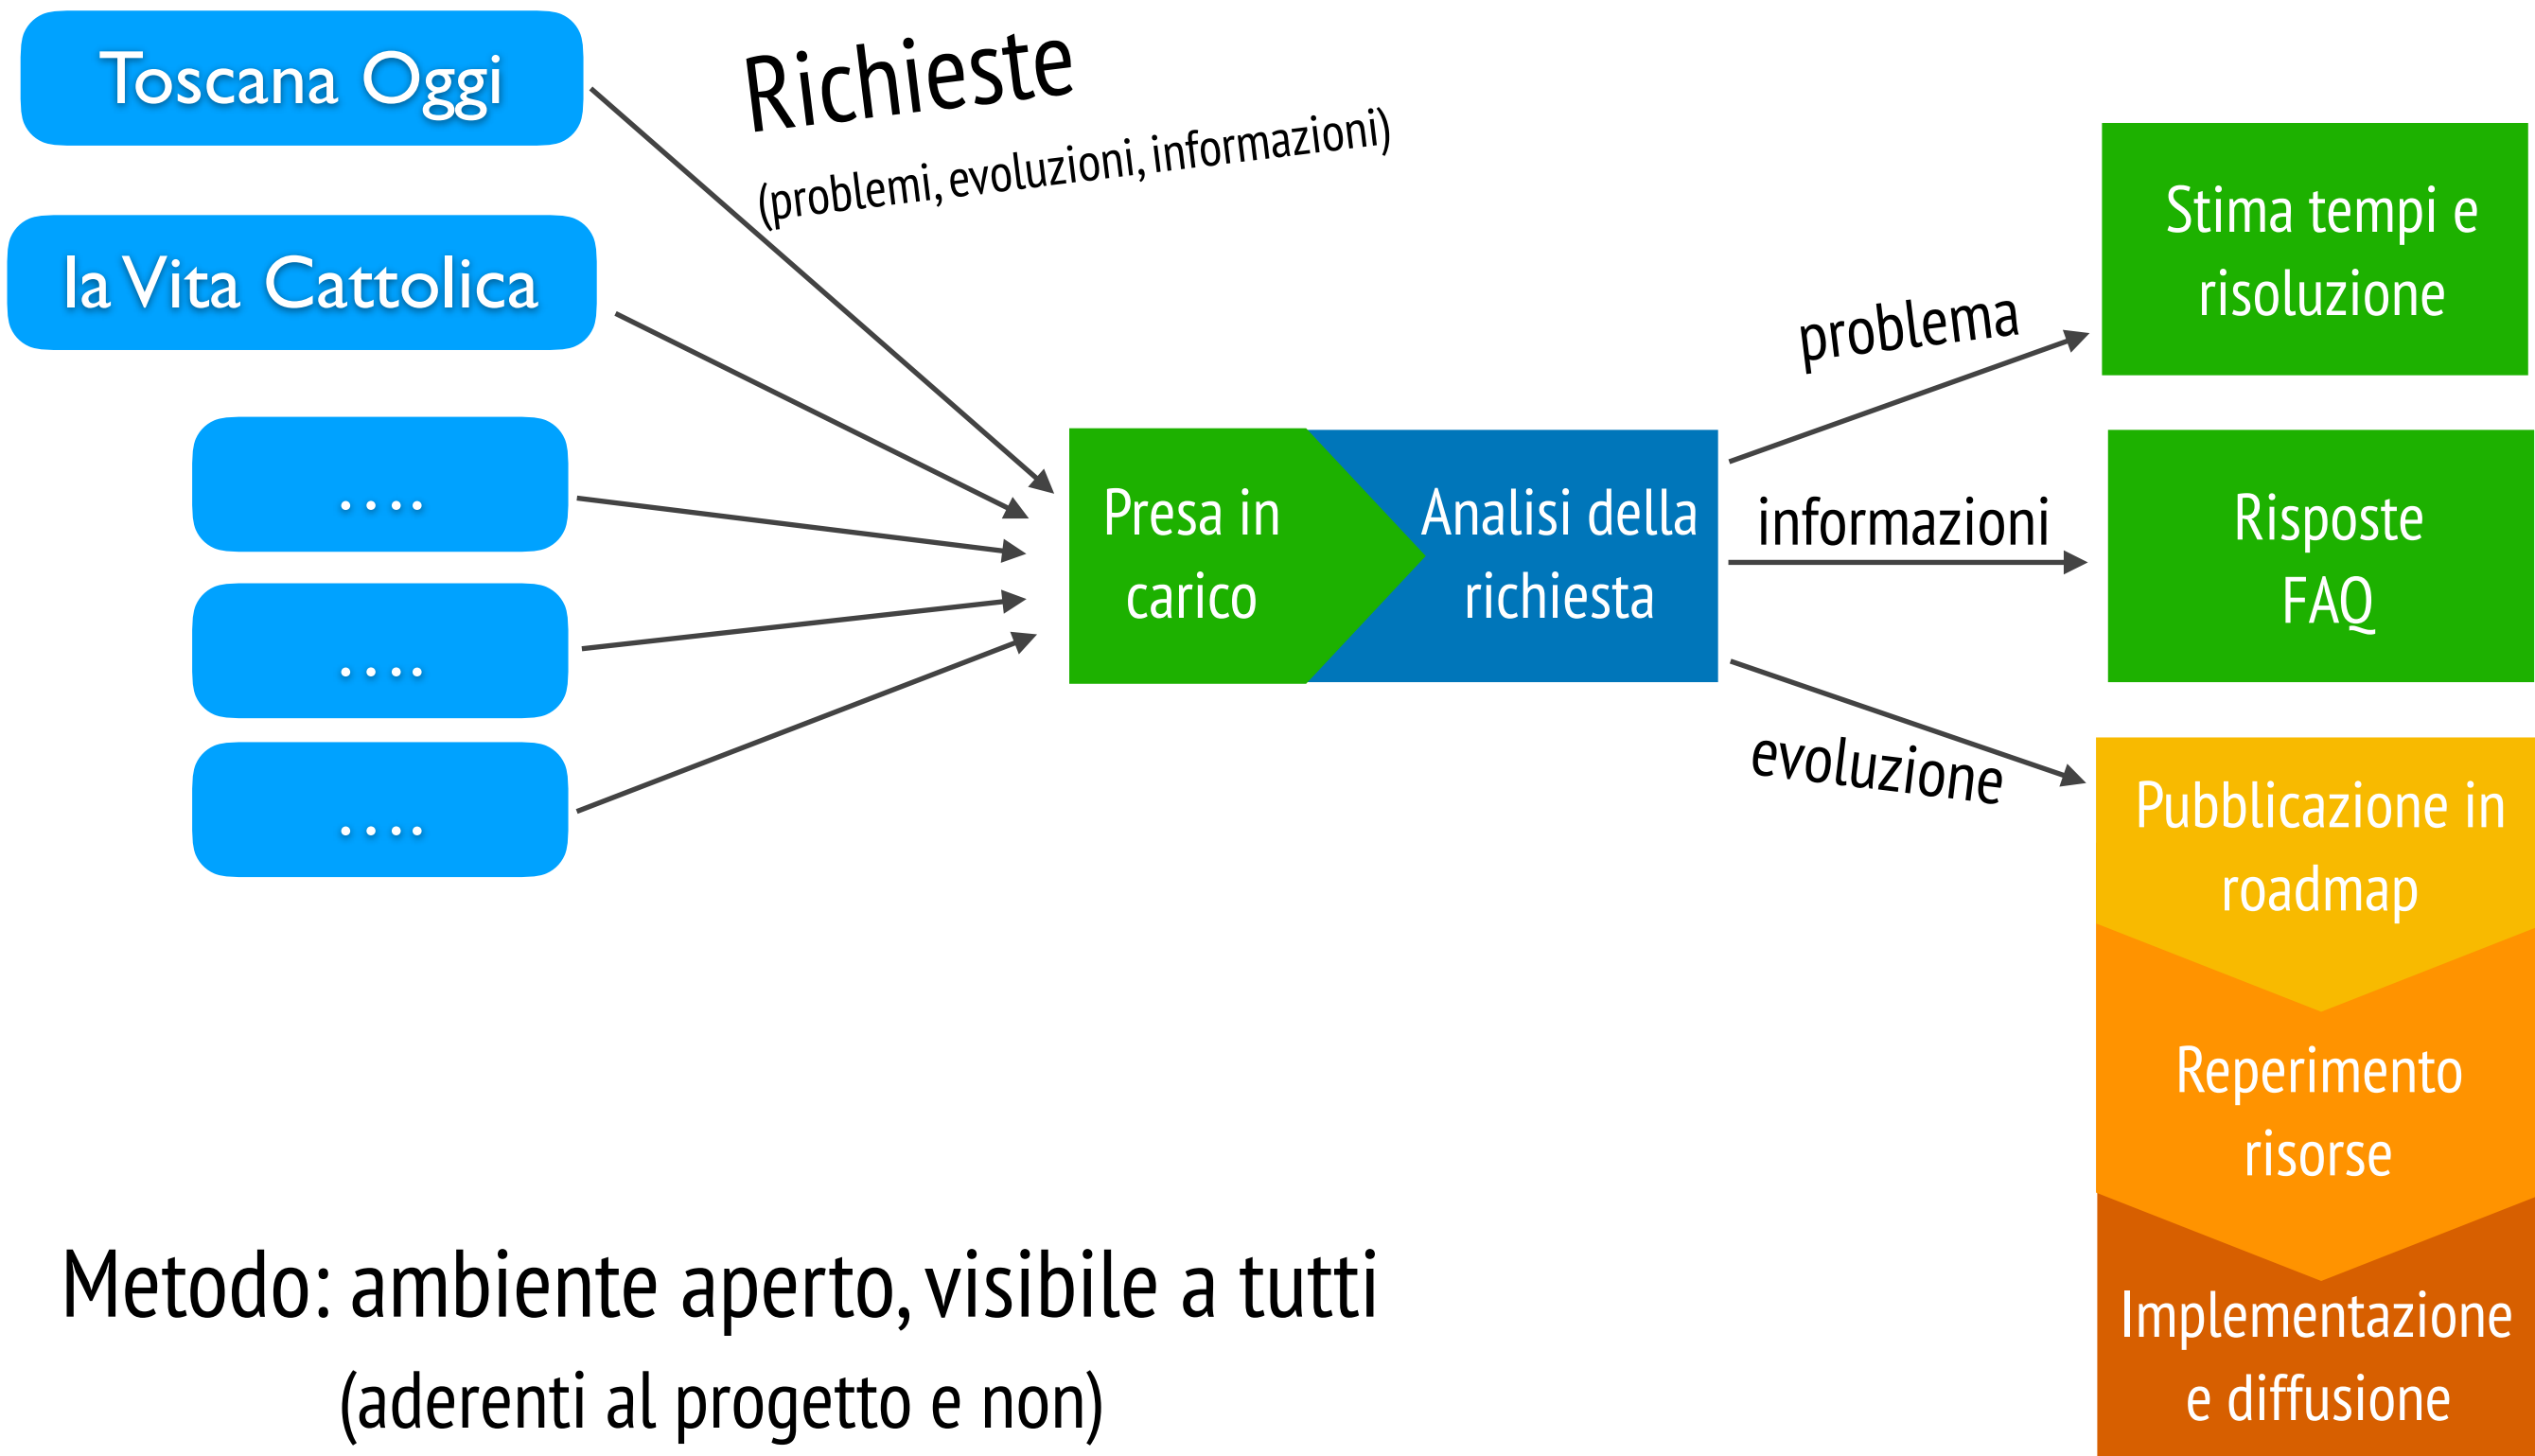 Toscana Oggi
la Vita Cattolica
....
....
....
Richieste
(problemi, evoluzioni, informazioni)
Presa in
carico
Analisi della
richiesta
problema
informazioni
evoluzione
Stima tempi e
risoluzione
Risposte
FAQ
Pubblicazione in
roadmap
Reperimento
risorse
Implementazione
e diffusione
Metodo: ambiente aperto, visibile a tutti
(aderenti al progetto e non)